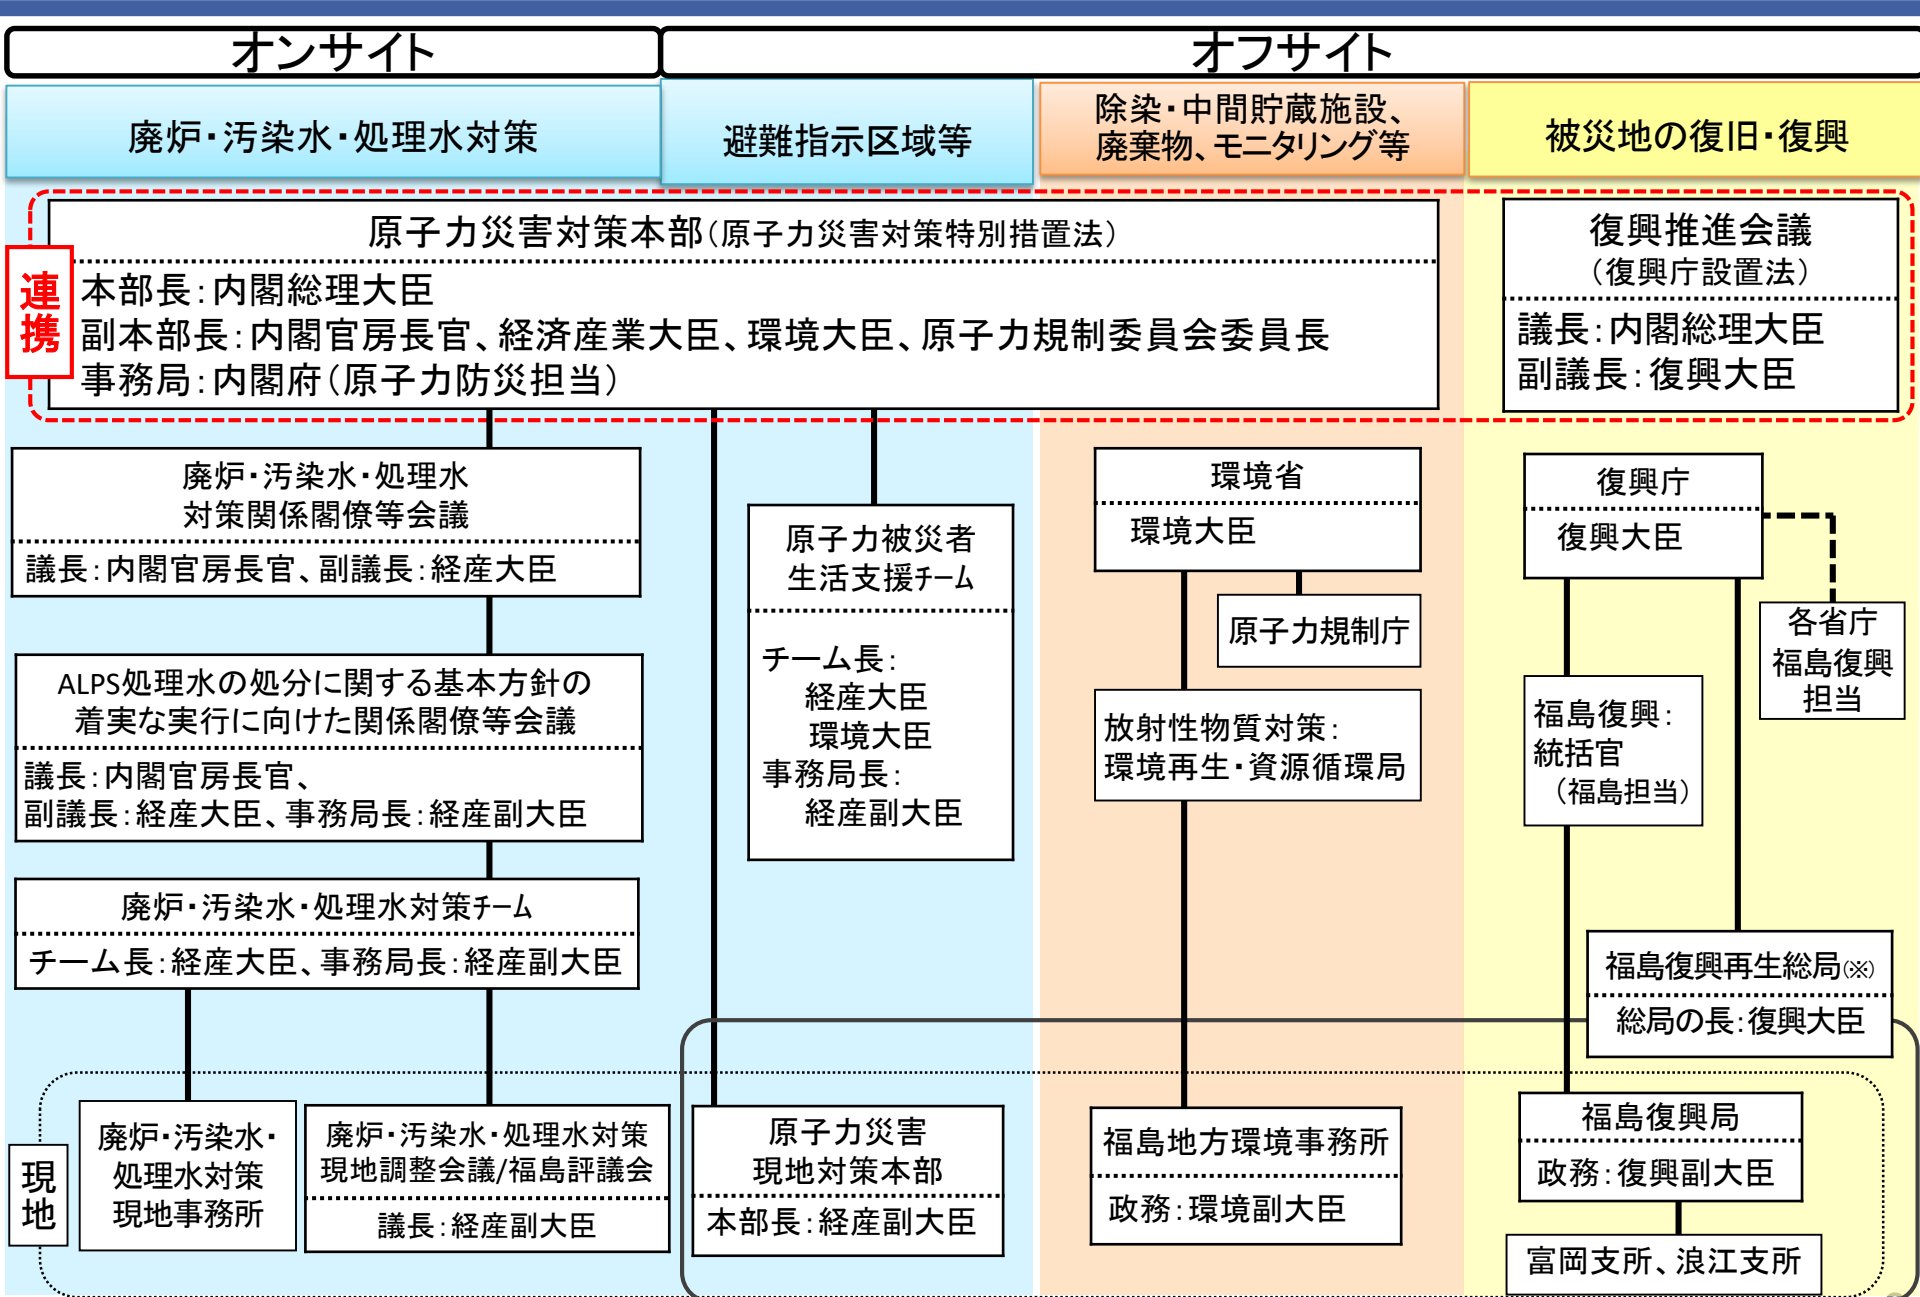 オンサイト
オフサイト
廃炉・汚染水・処理水対策
避難指示区域等
除染・中間貯蔵施設、
廃棄物、モニタリング等
被災地の復旧・復興
連携
原子力災害対策本部(原子力災害対策特別措置法)
本部長:内閣総理大臣
副本部長:内閣官房長官、経済産業大臣、環境大臣、原子力規制委員会委員長
事務局:内閣府(原子力防災担当)
復興推進会議
(復興庁設置法)
議長:内閣総理大臣
副議長:復興大臣
廃炉・汚染水・処理水
対策関係閣僚等会議
議長:内閣官房長官、副議長:経産大臣
ALPS処理水の処分に関する基本方針の
着実な実行に向けた関係閣僚等会議
議長:内閣官房長官、
副議長:経産大臣、事務局長:経産副大臣
廃炉・汚染水・処理水対策チーム
チーム長:経産大臣、事務局長:経産副大臣
原子力被災者
生活支援チーム
チーム長:
経産大臣
環境大臣
事務局長:
経産副大臣
環境省
環境大臣
原子力規制庁
放射性物質対策:
環境再生・資源循環局
復興庁
復興大臣
各省庁
福島復興
担当
福島復興:
統括官
(福島担当)
福島復興再生総局(※)
総局の長:復興大臣
現地
廃炉・汚染水・
処理水対策
現地事務所
廃炉・汚染水・処理水対策
現地調整会議/福島評議会
議長:経産副大臣
原子力災害
現地対策本部
本部長:経産副大臣
福島地方環境事務所
政務:環境副大臣
福島復興局
政務:復興副大臣
富岡支所、浪江支所